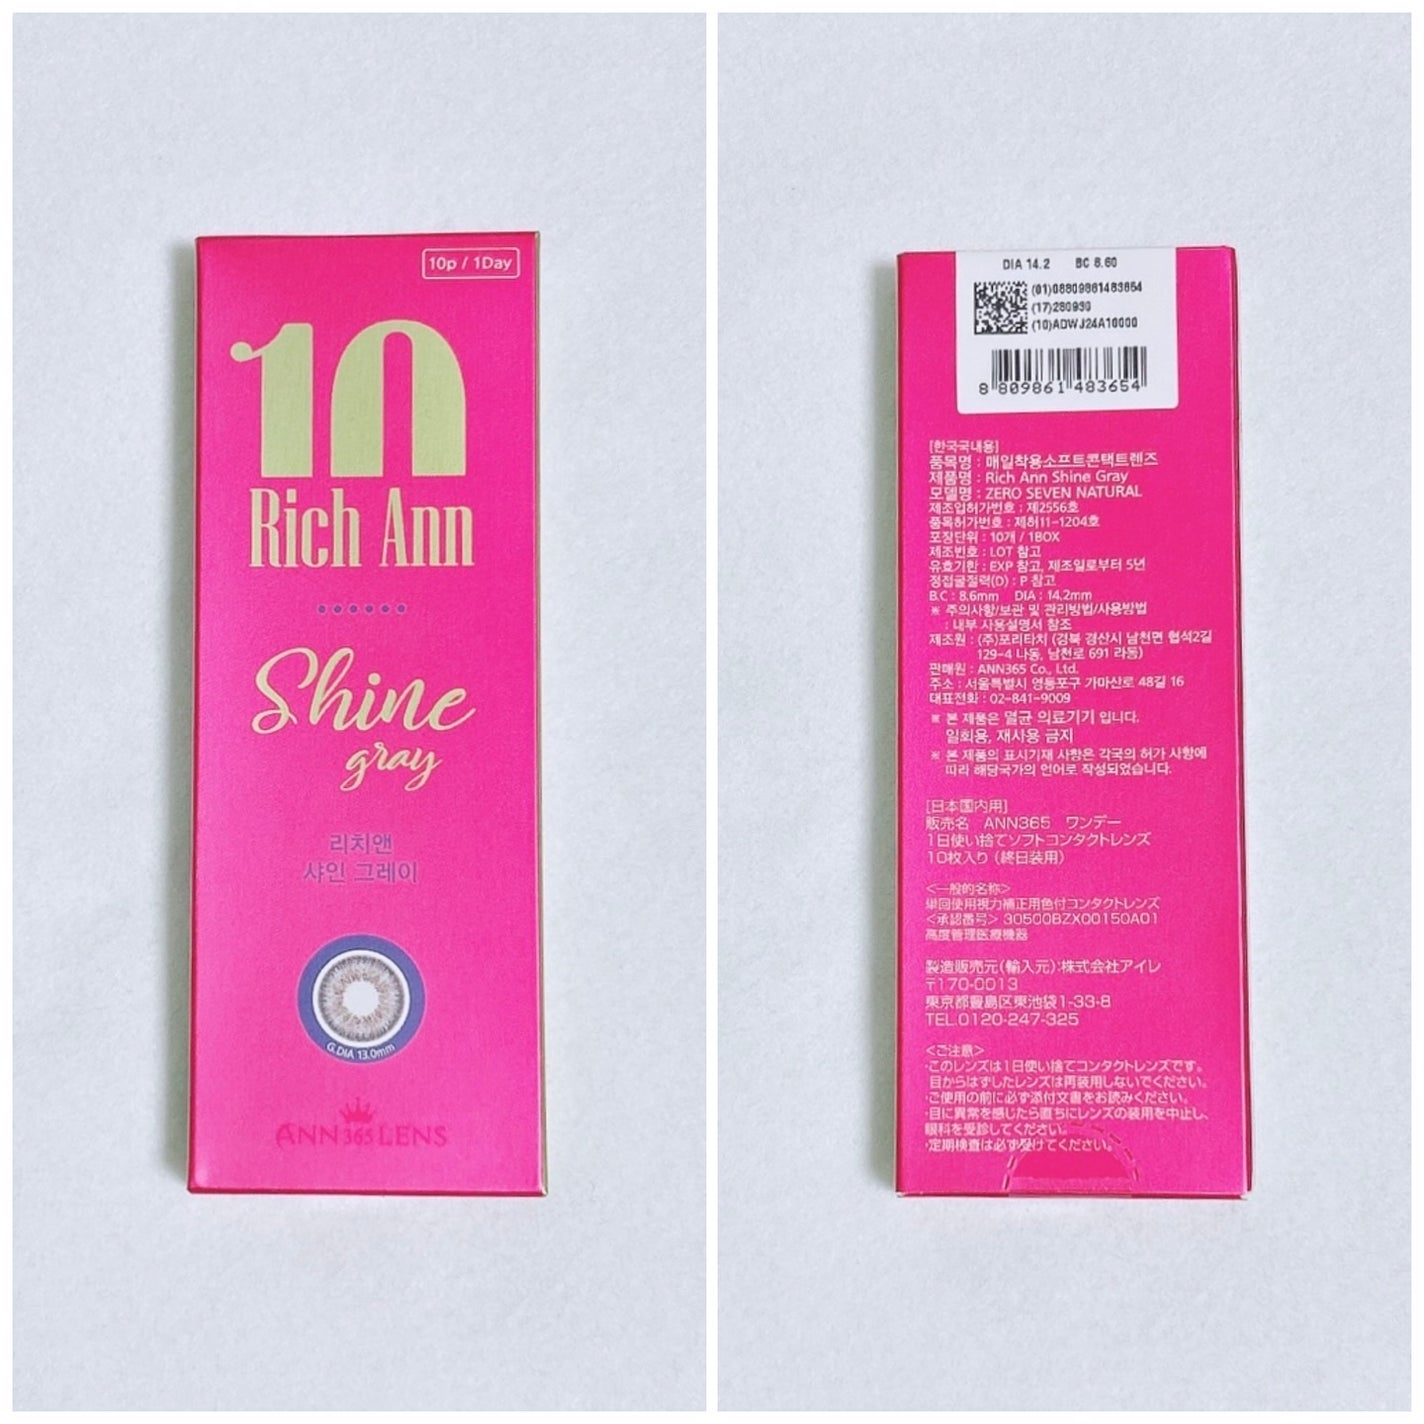 10p / 1Day
10
Rich Ann
Shine
gray
리치앤
샤인 그레이
G.DIA 13.0mm
ANN365LENS
DIA 14.2 BC 8.60
(01)08809861483654
(17)280930
(10)ADWJ24A10000
8 809861 483654
[한국국내용]
품목명 : 매일착용소프트콘택트렌즈
제품명 : Rich Ann Shine Gray
모델명 : ZERO SEVEN NATURAL
제조업허가번호 : 제2556호
품목허가번호 : 제허11-1204호
포장단위 : 10개 / 1BOX
제조번호 : LOT 참고
유효기한 : EXP 참고, 제조일로부터 5년
정접굴절력(D) : P 참고
B.C : 8.6mm DIA : 14.2mm
※ 주의사항/보관 및 관리방법/사용방법
: 내부 사용설명서 참조
제조원 : (주)포리타치 (경북 경산시 남천면 협석2길
129-4 나동, 남천로 691 라동)
판매원 : ANN365 Co., Ltd.
주소 : 서울특별시 영등포구 가마산로 48길 16
대표전화 : 02-841-9009
※ 본 제품은 멸균 의료기기 입니다.
일회용, 재사용 금지
※ 본 제품의 표시기재 사항은 각국의 허가 사항에
따라 해당국가의 언어로 작성되었습니다.
[日本国内用]
販売名 ANN365 ワンデー
1日使い捨てソフトコンタクトレンズ
10枚入り (終日装用)
<一般的名称>
単回使用視力補正用色付コンタクトレンズ
<承認番号> 30500BZX00150A01
高度管理医療機器
製造販売元(輸入元):株式会社アイレ
〒170-0013
東京都豊島区東池袋1-33-8
TEL.0120-247-325
<ご注意>
·このレンズは1日使い捨てコンタクトレンズです。
目からはずしたレンズは再装用しないでください。
·ご使用の前に必ず添付文書をお読みください。
·目に異常を感じたら直ちにレンズの装用を中止し、
眼科を受診してください。
·定期検査は必ず受けてください。